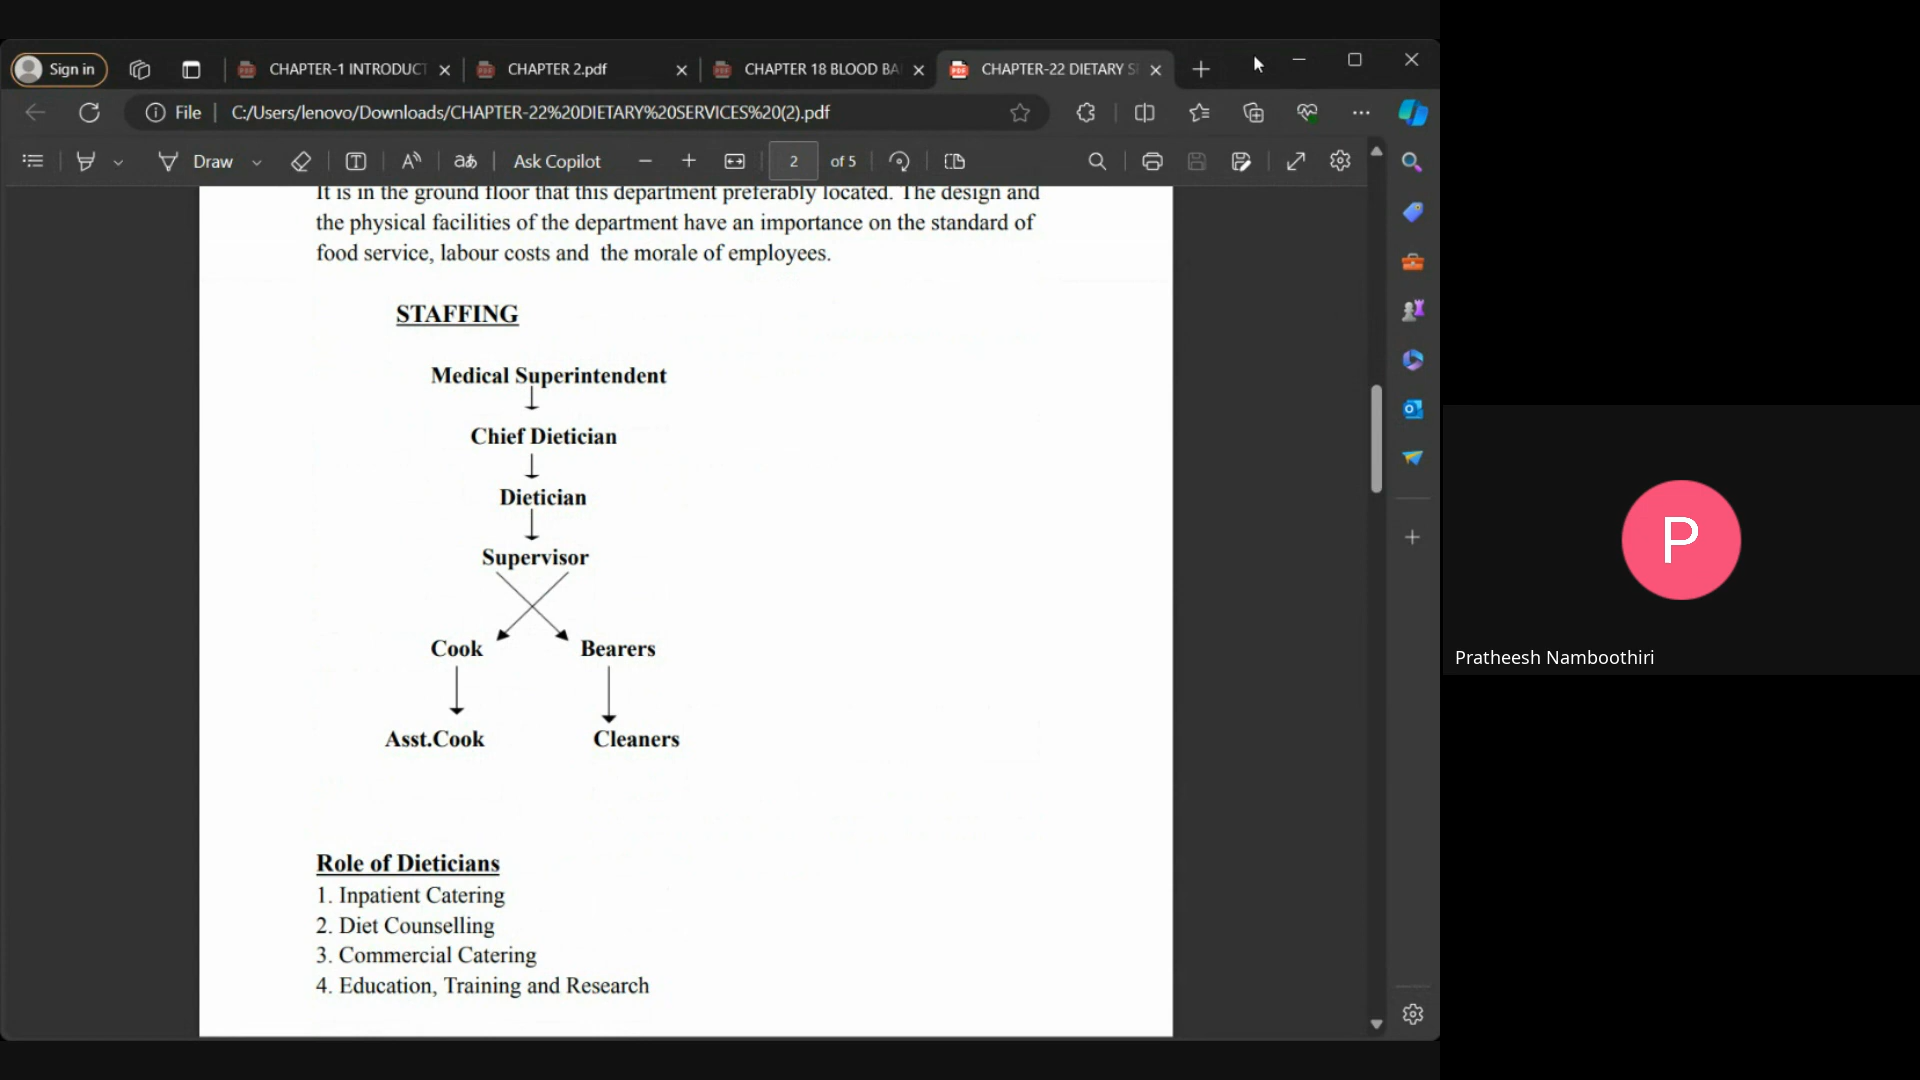 Sign in
CHAPTER-1 INTRODUCT
CHAPTER 2.pdf
CHAPTER 18 BLOOD BA
CHAPTER-22 DIETARY S
File
C:/Users/lenovo/Downloads/CHAPTER-22%20DIETARY%20SERVICES%20(2).pdf
Draw
Ask Copilot
2
of 5
It is in the ground floor that this department preferably located. The design and
the physical facilities of the department have an importance on the standard of
food service, labour costs and  the morale of employees.
STAFFING
Medical Superintendent
Chief Dietician
Dietician
Supervisor
Cook
Bearers
Asst.Cook
Cleaners
Role of Dieticians
1. Inpatient Catering
2. Diet Counselling
3. Commercial Catering
4. Education, Training and Research
P
Pratheesh Namboothiri